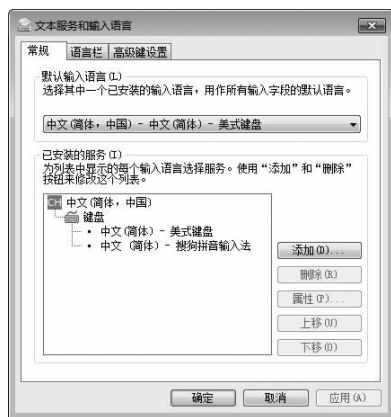 文本服务和输入语言
常规 语言栏 高级键设置
默认输入语言(L)
选择其中一个已安装的输入语言，用作所有输入字段的默认语言。
中文(简体，中国) - 中文(简体) - 美式键盘
已安装的服务(I)
为列表中显示的每个输入语言选择服务。使用“添加”和“删除”
按钮来修改这个列表。
CH 中文(简体，中国)
键盘
• 中文(简体) - 美式键盘
• 中文 (简体) - 搜狗拼音输入法
添加(D)...
删除(R)
属性(P)...
上移(U)
下移(O)
确定 取消 应用(A)